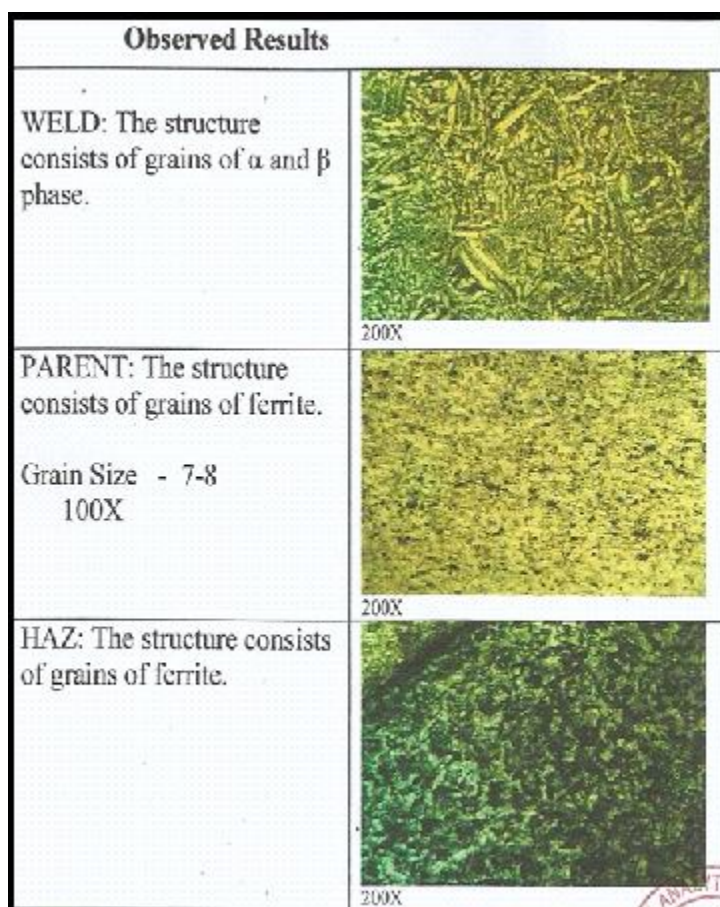 Observed Results
WELD: The structure
consists of grains of α and β
phase.
200X
PARENT: The structure
consists of grains of ferrite.
Grain Size - 7-8
100X
200X
HAZ: The structure consists
of grains of ferrite.
200X